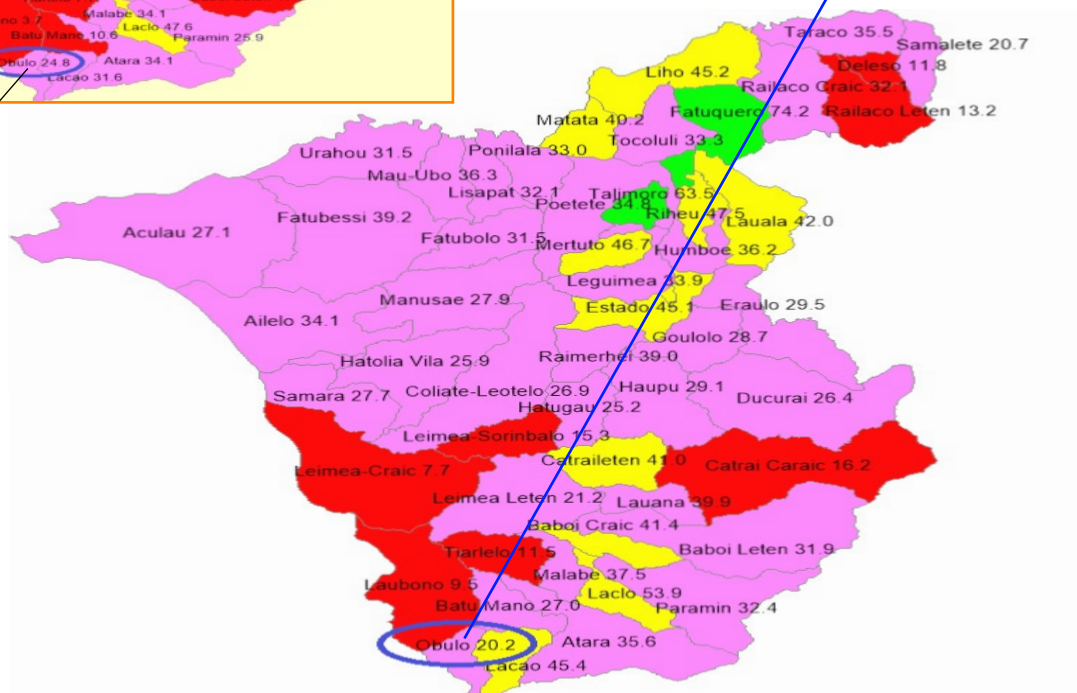 Malabe 34.1
Laclo 47.6
Batu Mane 10.6
Paramin 25.9
Obulo 24.8
Atara 34.1
Lacao 31.6
Taraco 35.5
Samalete 20.7
Deleso 11.8
Liho 45.2
Railaco Craic 32.1
Fatuquero 74.2
Railaco Leten 13.2
Matata 40.2
Tocoluli 33.3
Urahou 31.5
Ponilala 33.0
Mau-Ubo 36.3
Lisapat 32.1
Talimoro 63.5
Poetete 34.8
Riheu 47.5
Fatubessi 39.2
Lauala 42.0
Aculau 27.1
Fatubolo 31.5
Mertuto 46.7
Humboe 36.2
Leguimea 33.9
Manusae 27.9
Estado 45.1
Eraulo 29.5
Ailelo 34.1
Goulolo 28.7
Hatolia Vila 25.9
Raimerhei 39.0
Coliate-Leotelo 26.9
Haupu 29.1
Samara 27.7
Ducurai 26.4
Hatugau 25.2
Leimea-Sorinbalo 15.3
Catraileten 41.0
Catrai Caraic 16.2
Leimea-Craic 7.7
Leimea Leten 21.2
Lauana 39.9
Baboi Craic 41.4
Tiarlelo 11.5
Baboi Leten 31.9
Malabe 37.5
Laubono 9.5
Laclo 53.9
Batu Mano 27.0
Paramin 32.4
Obulo 20.2
Atara 35.6
Lacao 45.4